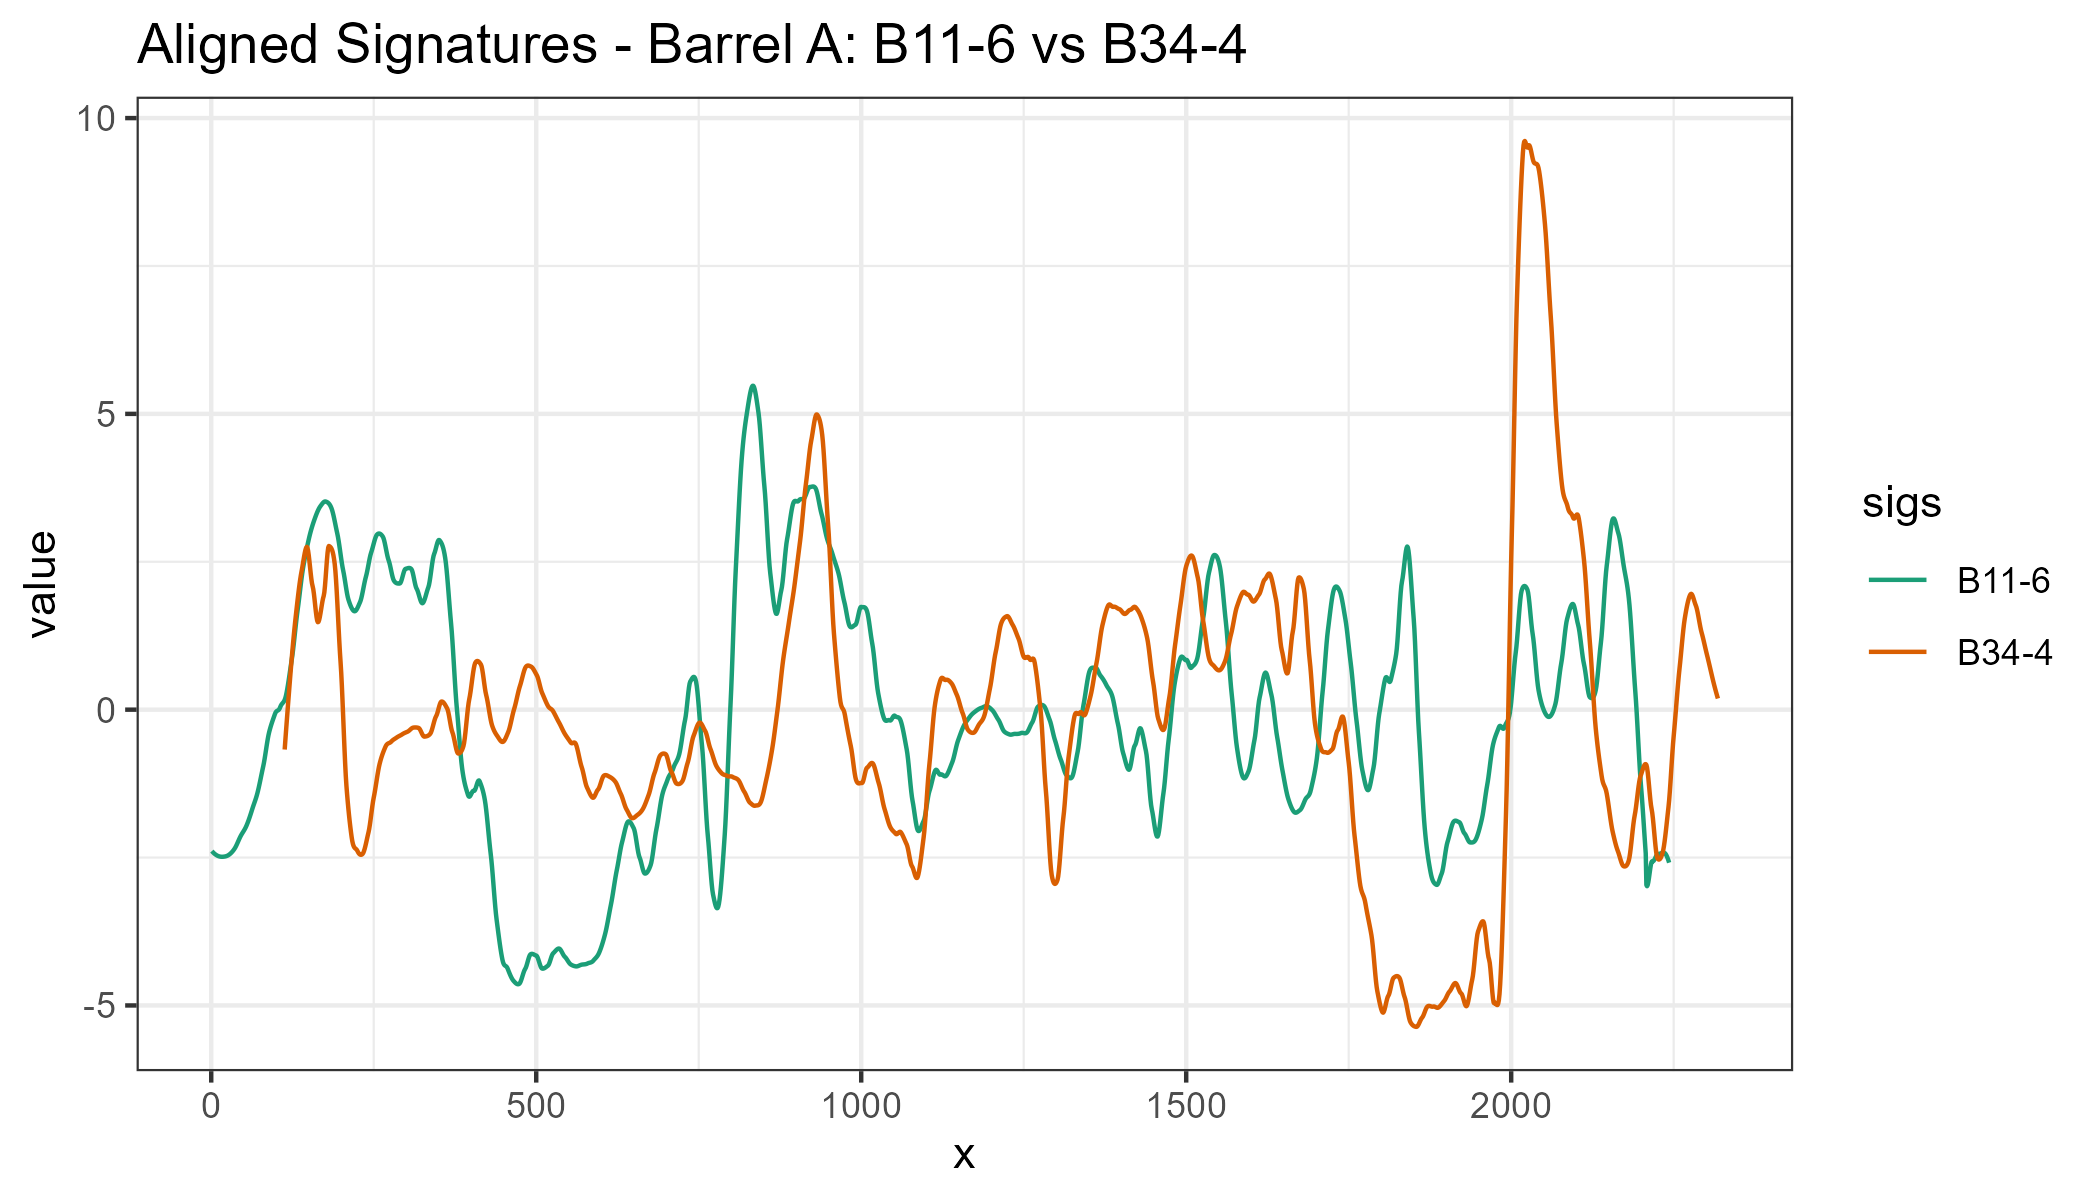 Aligned Signatures - Barrel A: B11-6 vs B34-4
10
5
0
-5
value
0 500 1000 1500 2000
x
sigs
B11-6
B34-4